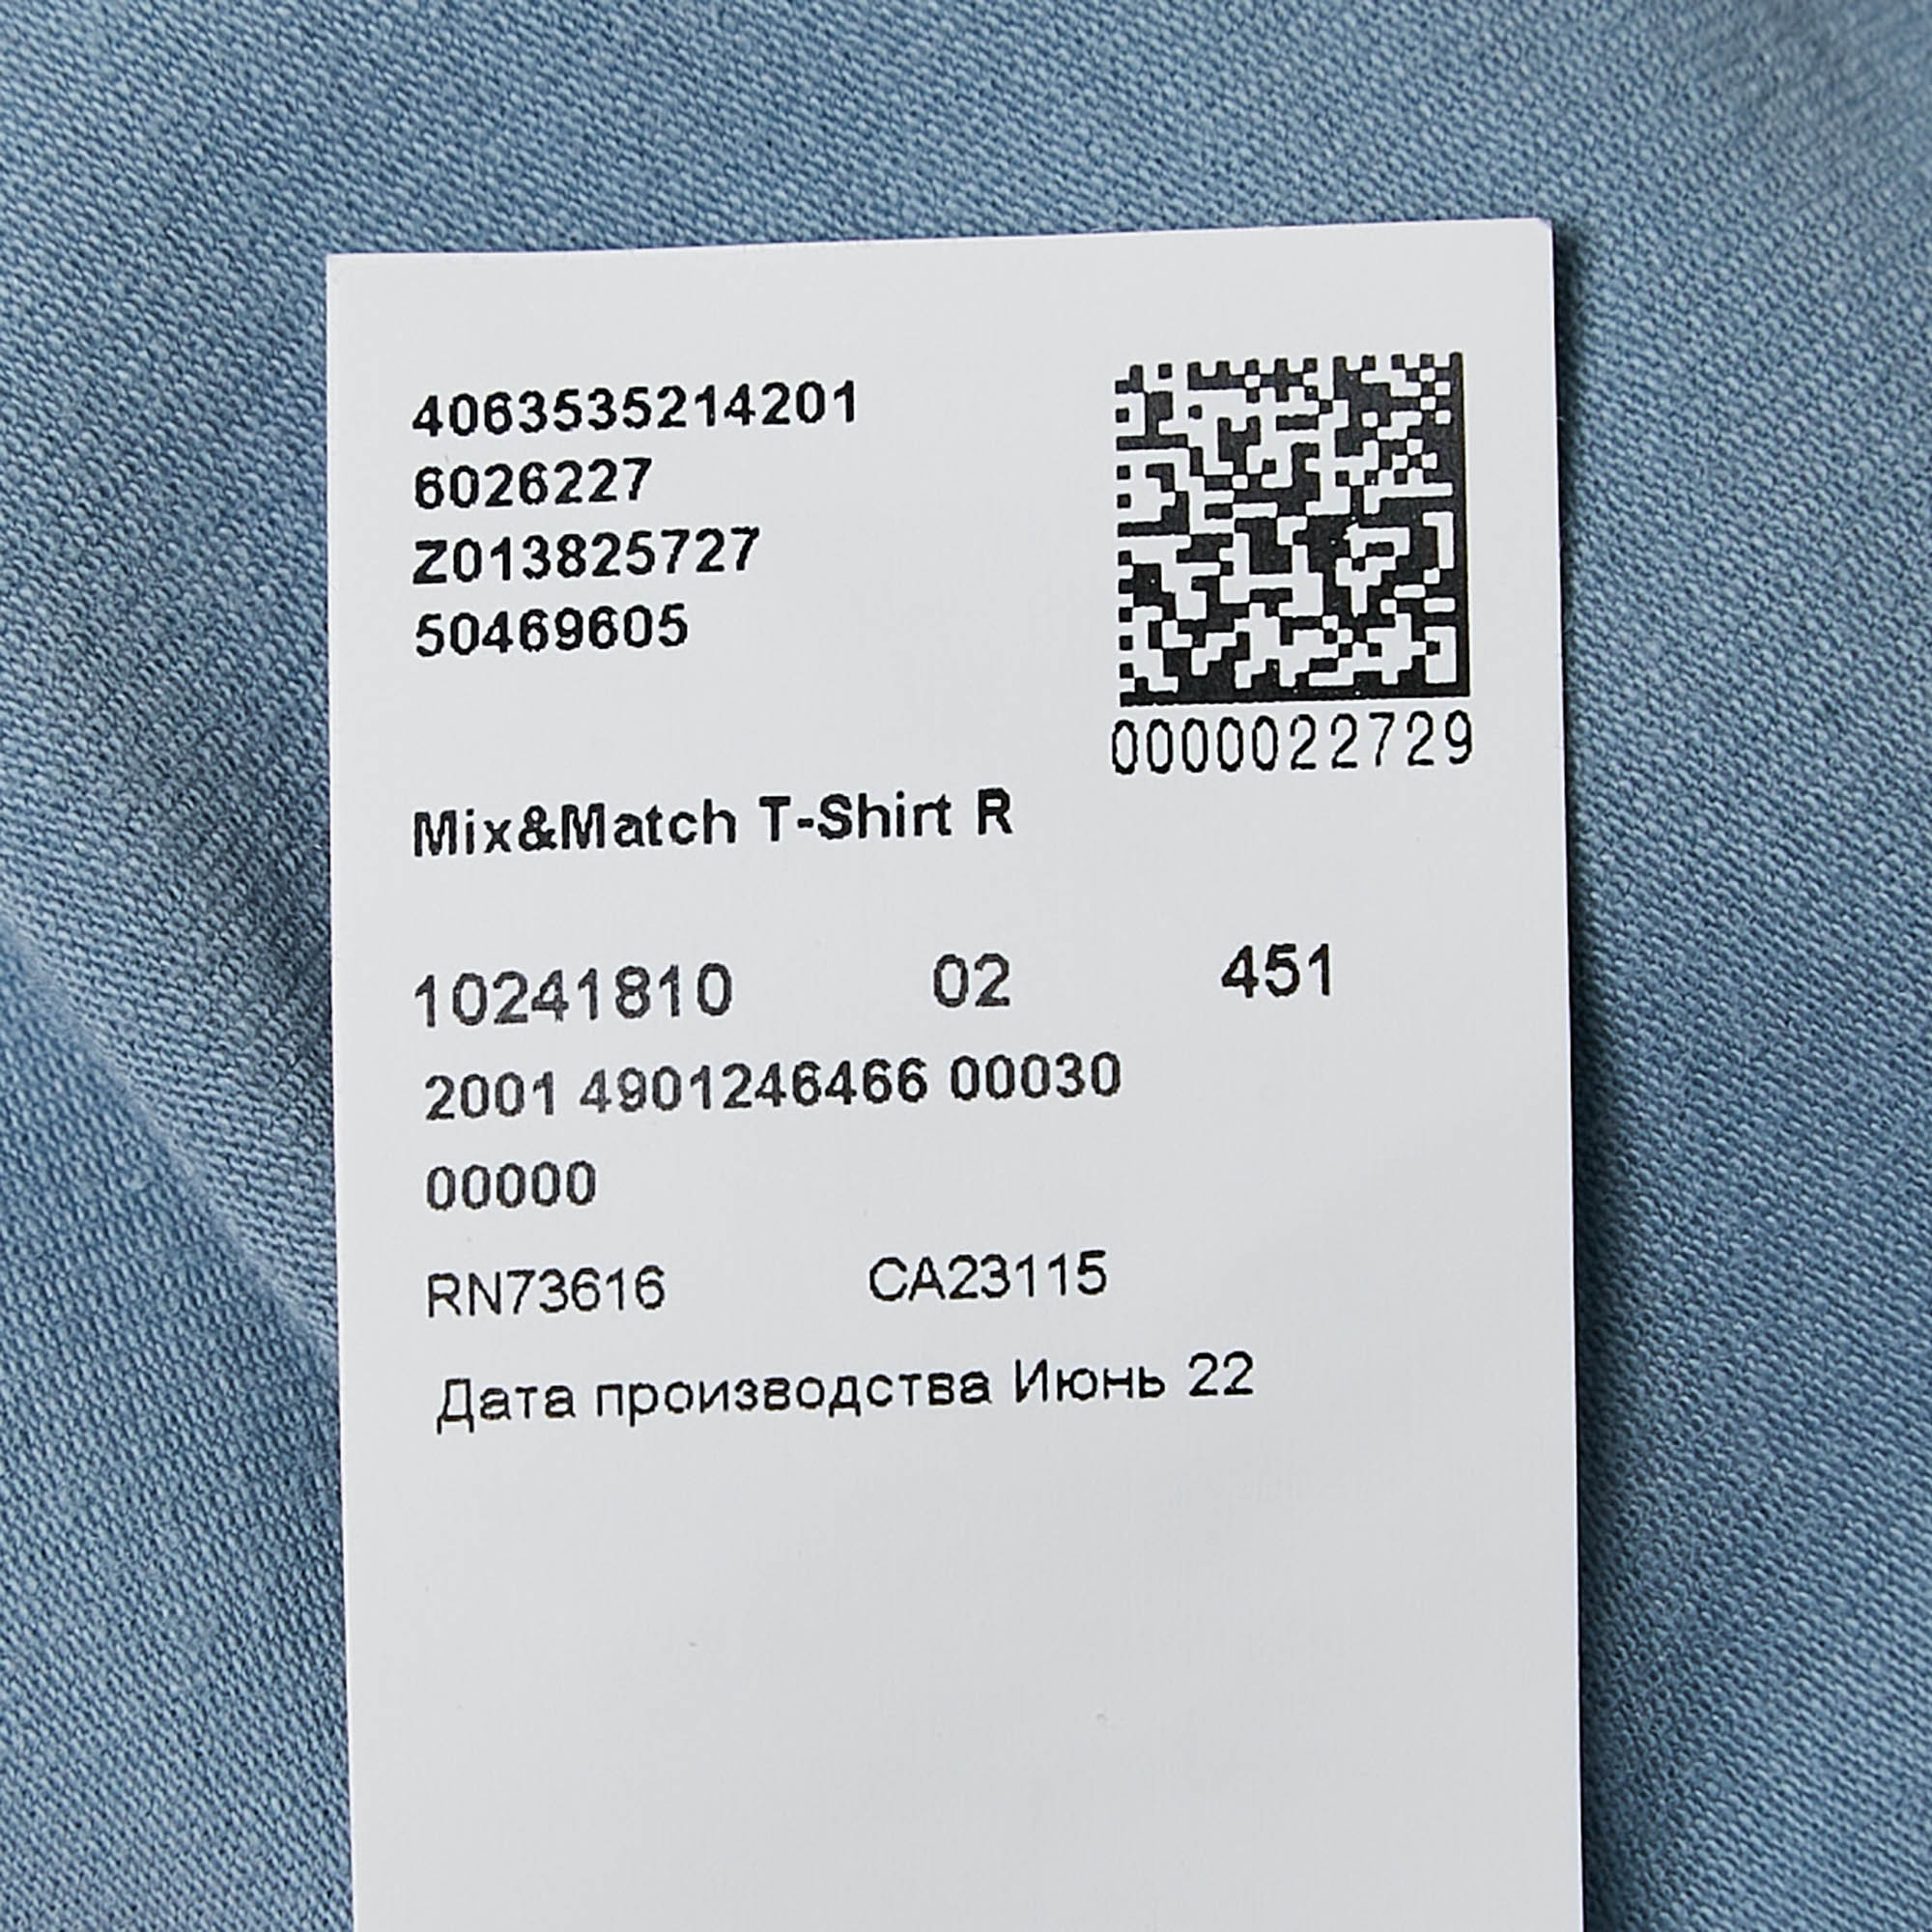 4063535214201
6026227
Z013825727
50469605
0000022729
Mix&Match T-Shirt R
10241810 02 451
2001 4901246466 00030
00000
RN73616 CA23115
Дата производства Июнь 22